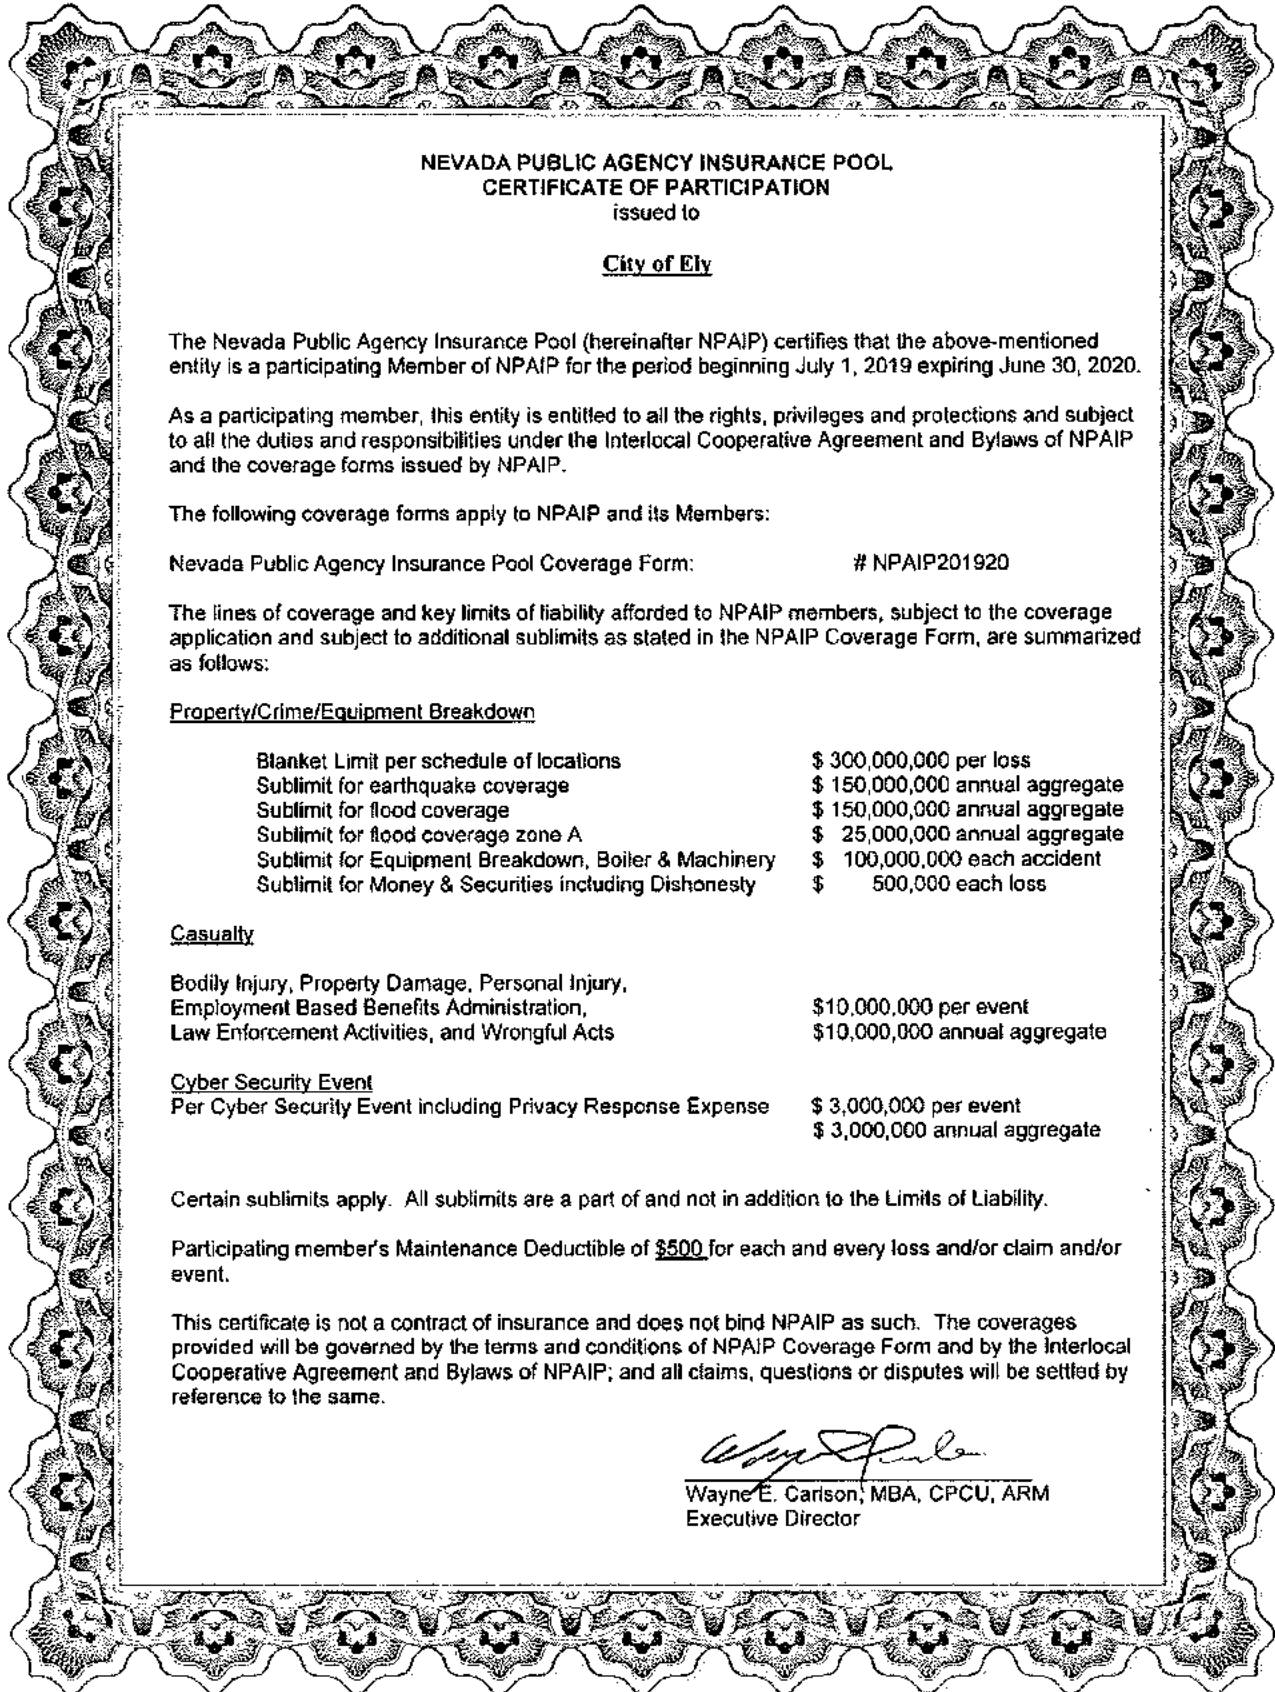 NEVADA PUBLIC AGENCY INSURANCE POOL
CERTIFICATE OF PARTICIPATION
issued to
City of Ely
The Nevada Public Agency Insurance Pool (hereinafter NPAIP) certifies that the above-mentioned
entity is a participating Member of NPAIP for the period beginning July 1, 2019 expiring June 30, 2020.
As a participating member, this entity is entitled to all the rights, privileges and protections and subject
to all the duties and responsibilities under the Interlocal Cooperative Agreement and Bylaws of NPAIP
and the coverage forms issued by NPAIP.
The following coverage forms apply to NPAIP and its Members:
Nevada Public Agency Insurance Pool Coverage Form: # NPAIP201920
The lines of coverage and key limits of liability afforded to NPAIP members, subject to the coverage
application and subject to additional sublimits as stated in the NPAIP Coverage Form, are summarized
as follows:
Property/Crime/Equipment Breakdown
Blanket Limit per schedule of locations $ 300,000,000 per loss
Sublimit for earthquake coverage $ 150,000,000 annual aggregate
Sublimit for flood coverage $ 150,000,000 annual aggregate
Sublimit for flood coverage zone A $ 25,000,000 annual aggregate
Sublimit for Equipment Breakdown, Boiler & Machinery $ 100,000,000 each accident
Sublimit for Money & Securities including Dishonesty $ 500,000 each loss
Casualty
Bodily Injury, Property Damage, Personal Injury,
Employment Based Benefits Administration, $10,000,000 per event
Law Enforcement Activities, and Wrongful Acts $10,000,000 annual aggregate
Cyber Security Event
Per Cyber Security Event including Privacy Response Expense $ 3,000,000 per event
$ 3,000,000 annual aggregate
Certain sublimits apply. All sublimits are a part of and not in addition to the Limits of Liability.
Participating member's Maintenance Deductible of $500 for each and every loss and/or claim and/or
event.
This certificate is not a contract of insurance and does not bind NPAIP as such. The coverages
provided will be governed by the terms and conditions of NPAIP Coverage Form and by the Interlocal
Cooperative Agreement and Bylaws of NPAIP; and all claims, questions or disputes will be settled by
reference to the same.
Wayne E. Carlson, MBA, CPCU, ARM
Executive Director